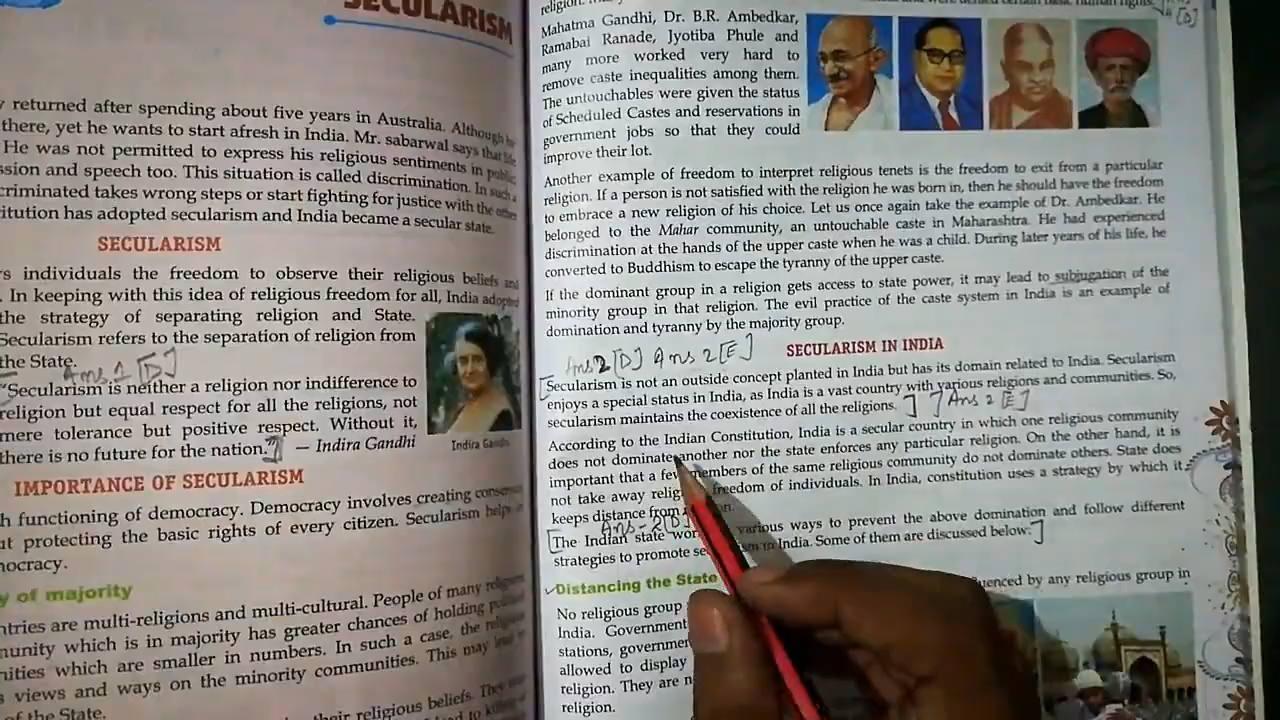 SECULARISM
returned after spending about five years in Australia. Although he
there, yet he wants to start afresh in India. Mr. sabarwal says that life
He was not permitted to express his religious sentiments in public
ssion and speech too. This situation is called discrimination. In such a
criminated takes wrong steps or start fighting for justice with the other
titution has adopted secularism and India became a secular state.
SECULARISM
rs individuals the freedom to observe their religious beliefs and
. In keeping with this idea of religious freedom for all, India adopted
the strategy of separating religion and State.
Secularism refers to the separation of religion from
the State.
Ans. 1 [D]
"Secularism is neither a religion nor indifference to
religion but equal respect for all the religions, not
mere tolerance but positive respect. Without it,
there is no future for the nation." — Indira Gandhi
Indira Gandhi
IMPORTANCE OF SECULARISM
h functioning of democracy. Democracy involves creating
ut protecting the basic rights of every citizen. Secularism helps
mocracy.
y of majority
ntries are multi-religions and multi-cultural. People of many
munity which is in majority has greater chances of holding
nities which are smaller in numbers. In such a case, the
s views and ways on the minority communities. This may lead
of the State.
their religious beliefs. They
religion.
human rights.
[D]
Mahatma Gandhi, Dr. B.R. Ambedkar,
Ramabai Ranade, Jyotiba Phule and
many more worked very hard to
remove caste inequalities among them.
The untouchables were given the status
of Scheduled Castes and reservations in
government jobs so that they could
improve their lot.
Another example of freedom to interpret religious tenets is the freedom to exit from a particular
religion. If a person is not satisfied with the religion he was born in, then he should have the freedom
to embrace a new religion of his choice. Let us once again take the example of Dr. Ambedkar. He
belonged to the Mahar community, an untouchable caste in Maharashtra. He had experienced
discrimination at the hands of the upper caste when he was a child. During later years of his life, he
converted to Buddhism to escape the tyranny of the upper caste.
If the dominant group in a religion gets access to state power, it may lead to subjugation of the
minority group in that religion. The evil practice of the caste system in India is an example of
domination and tyranny by the majority group.
Ans 2 [D] Ans 2 [E]
SECULARISM IN INDIA
[Secularism is not an outside concept planted in India but has its domain related to India. Secularism
enjoys a special status in India, as India is a vast country with various religions and communities. So,
secularism maintains the coexistence of all the religions. ] ] Ans 2 [E]
According to the Indian Constitution, India is a secular country in which one religious community
does not dominate another nor the state enforces any particular religion. On the other hand, it is
important that a few members of the same religious community do not dominate others. State does
not take away freedom of individuals. In India, constitution uses a strategy by which it
keeps distance from
Ans - 2 [D]
[The Indian state various ways to prevent the above domination and follow different
strategies to promote in India. Some of them are discussed below:]
Distancing the State
No religious group by any religious group in
India. Government
stations, government
allowed to display
religion. They are
religion.